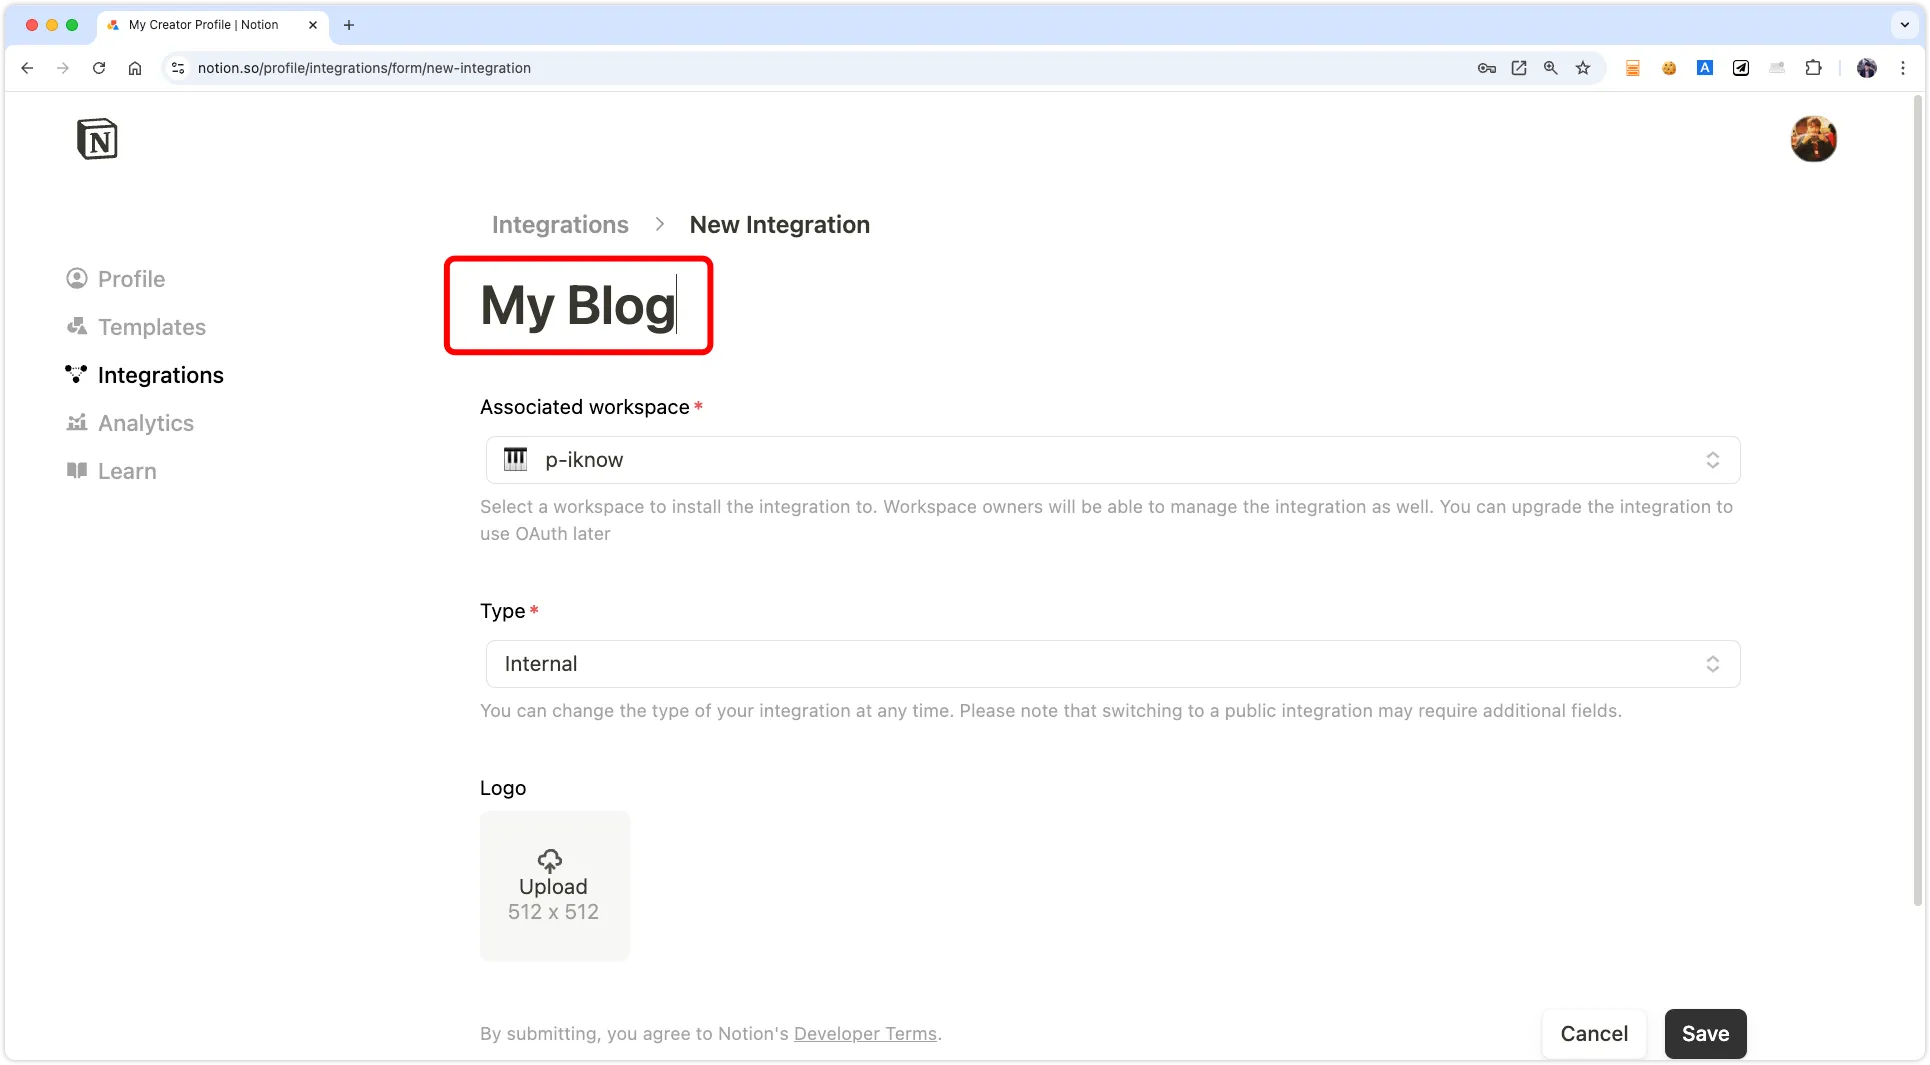 My Creator Profile | Notion
notion.so/profile/integrations/form/new-integration
A
N
Integrations > New Integration
Profile
Templates
Integrations
Analytics
Learn
My Blog
Associated workspace *
p-iknow
Select a workspace to install the integration to. Workspace owners will be able to manage the integration as well. You can upgrade the integration to
use OAuth later
Type *
Internal
You can change the type of your integration at any time. Please note that switching to a public integration may require additional fields.
Logo
Upload
512 x 512
By submitting, you agree to Notion's Developer Terms.
Cancel
Save